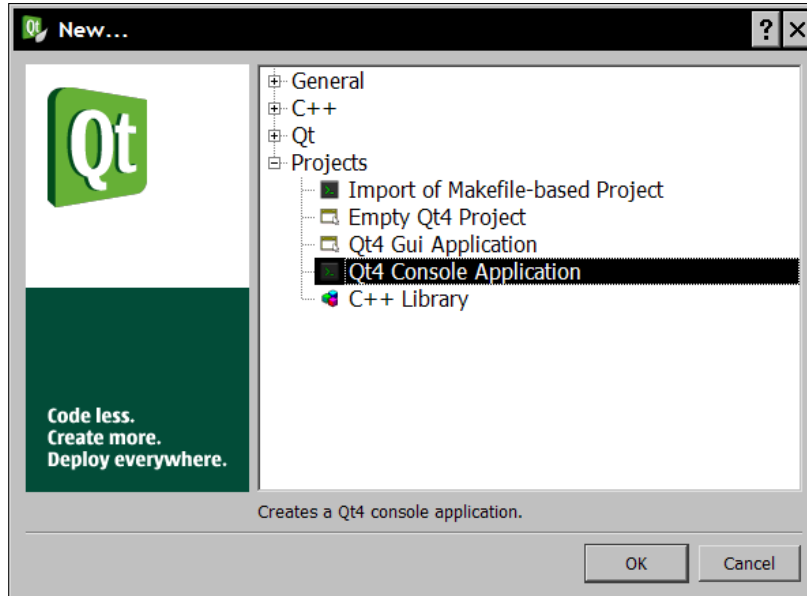 New...
Qt
General
C++
Qt
Projects
Import of Makefile-based Project
Empty Qt4 Project
Qt4 Gui Application
Qt4 Console Application
C++ Library
Code less.
Create more.
Deploy everywhere.
Creates a Qt4 console application.
OK
Cancel